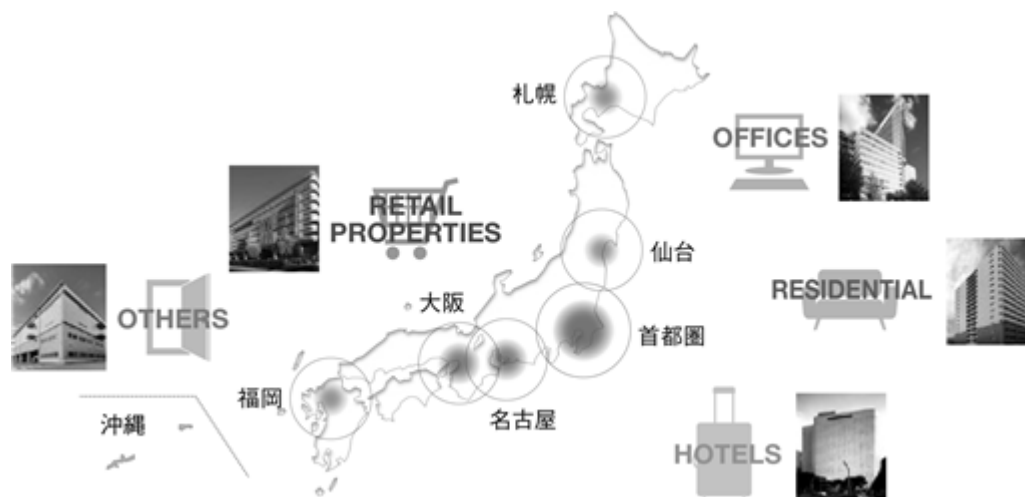 札幌
OFFICES
RETAIL
PROPERTIES
仙台
大阪
RESIDENTIAL
OTHERS
首都圏
福岡
名古屋
沖縄
HOTELS